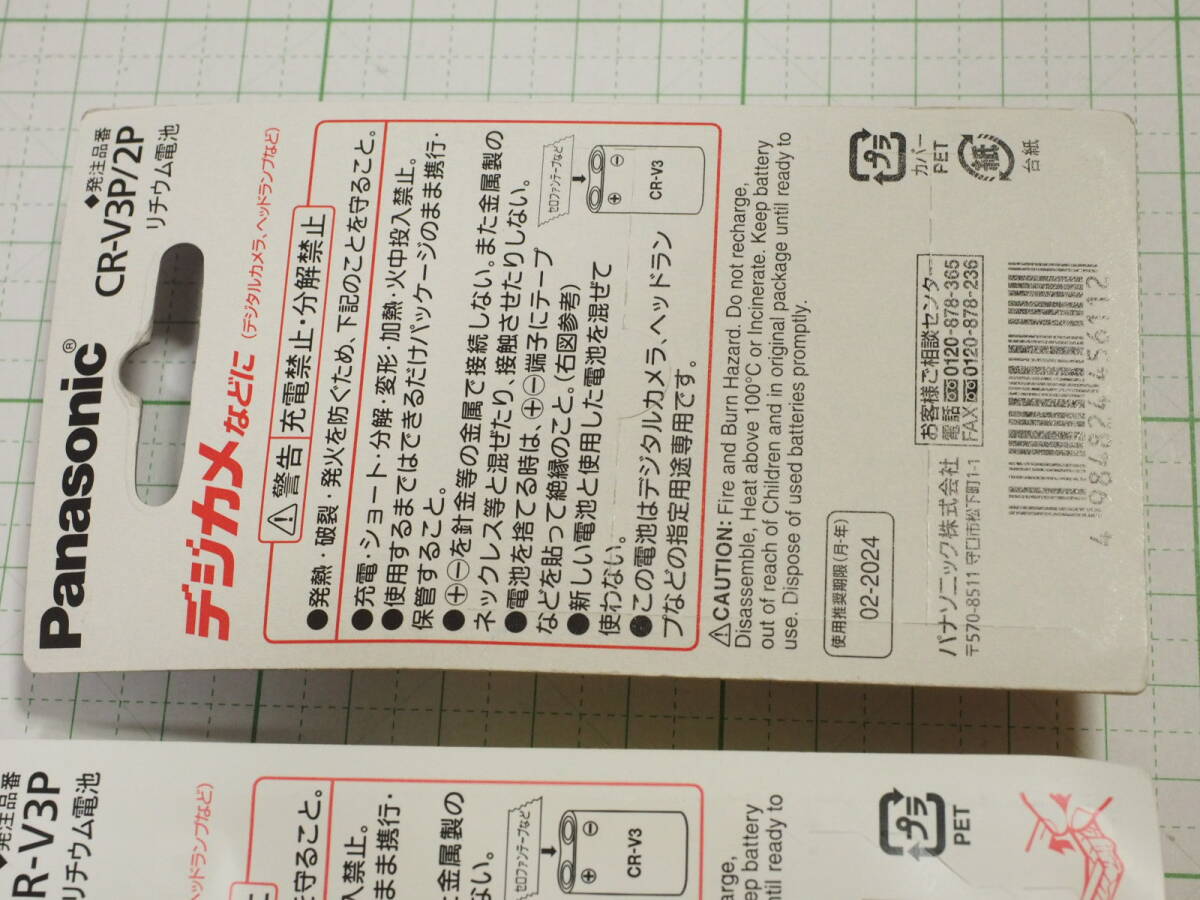 ◆発注品番
Panasonic® CR-V3P/2P
リチウム電池
デジカメなどに (デジタルカメラ、ヘッドランプなど)
⚠警告 充電禁止・分解禁止
●発熱・破裂・発火を防ぐため、下記のことを守ること。
●充電・ショート・分解・変形・加熱・火中投入禁止。
●使用するまではできるだけパッケージのまま携行・
保管すること。
●⊕⊖を針金等の金属で接続しない。また金属製の
ネックレス等と混ぜたり、接触させたりしない。
●電池を捨てる時は、⊕⊖端子にテープ
などを貼って絶縁のこと。(右図参考)
●新しい電池と使用した電池を混ぜて
使わない。
●この電池はデジタルカメラ、ヘッドラン
プなどの指定用途専用です。
セロファンテープなど
⊕ ⊖
CR-V3
⚠CAUTION: Fire and Burn Hazard. Do not recharge,
Disassemble, Heat above 100°C or Incinerate. Keep battery
out of reach of Children and in original package until ready to
use. Dispose of used batteries promptly.
使用推奨期限(月-年)
02-2024
プラ
カバー
PET
紙
台紙
パナソニック株式会社
〒570-8511 守口市松下町1-1
お客様ご相談センター
電話 0120-878-365
FAX 0120-878-236
4 984824 456112
◆発注品番
R-V3P
リチウム電池
ヘッドランプなど)
を守ること。
入禁止。
まま携行・
金属製の
ない。
セロファンテープなど
⊕ ⊖
CR-V3
arge,
ep battery
til ready to
プラ
PET